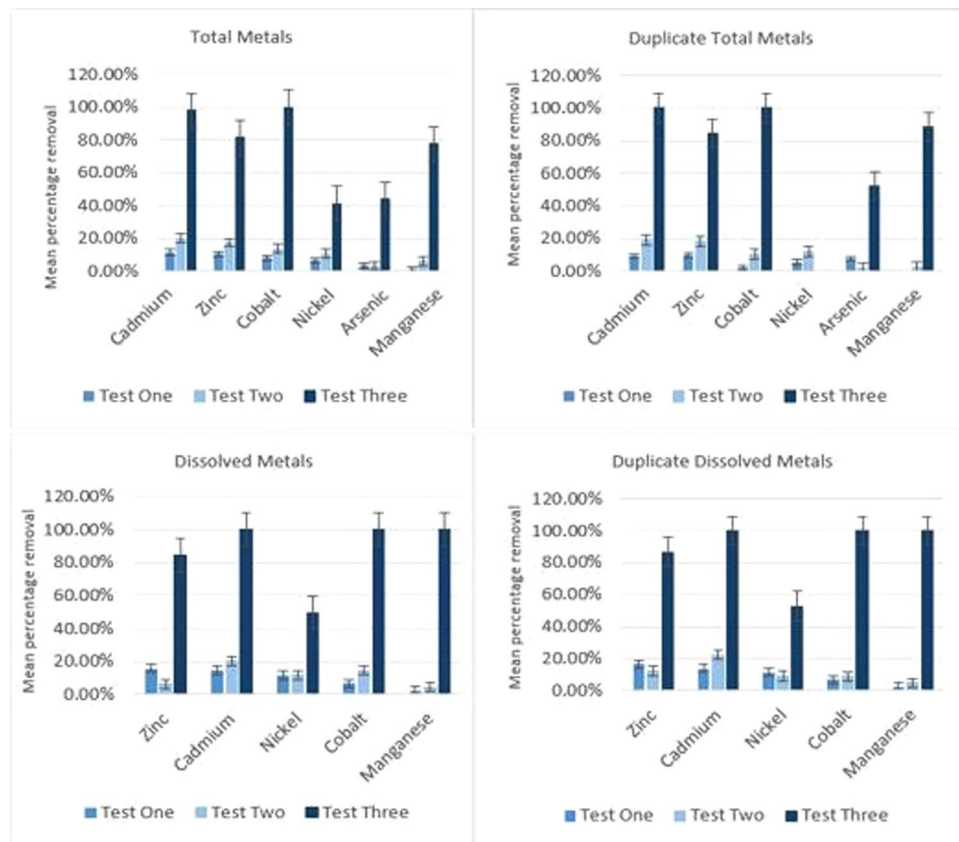 Total Metals
Mean percentage removal
120.00%
100.00%
80.00%
60.00%
40.00%
20.00%
0.00%
Cadmium
Zinc
Cobalt
Nickel
Arsenic
Manganese
Test One Test Two Test Three
Duplicate Total Metals
Mean percentage removal
120.00%
100.00%
80.00%
60.00%
40.00%
20.00%
0.00%
Cadmium
Zinc
Cobalt
Nickel
Arsenic
Manganese
Test One Test Two Test Three
Dissolved Metals
Mean percentage removal
120.00%
100.00%
80.00%
60.00%
40.00%
20.00%
0.00%
Zinc
Cadmium
Nickel
Cobalt
Manganese
Test One Test Two Test Three
Duplicate Dissolved Metals
Mean percentage removal
120.00%
100.00%
80.00%
60.00%
40.00%
20.00%
0.00%
Zinc
Cadmium
Nickel
Cobalt
Manganese
Test One Test Two Test Three